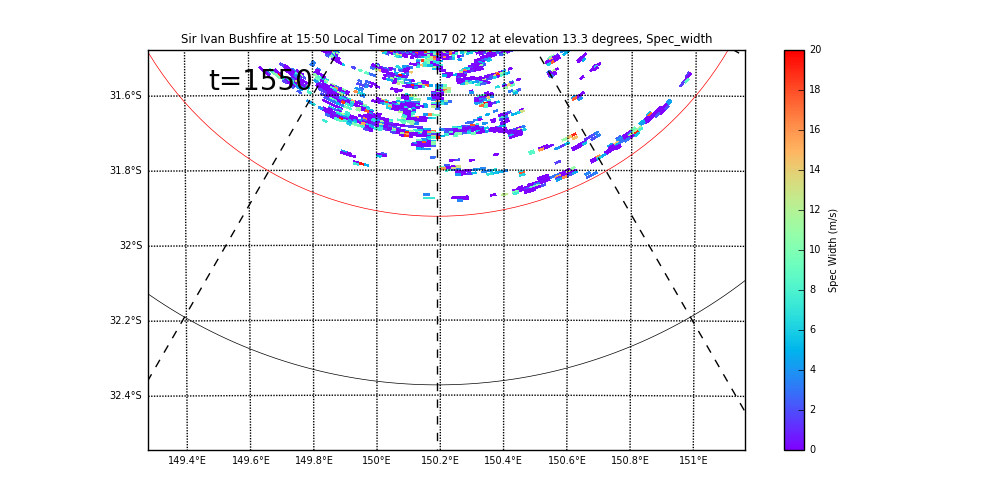 Sir Ivan Bushfire at 15:50 Local Time on 2017 02 12 at elevation 13.3 degrees, Spec_width
t=1550
31.6°S
31.8°S
32°S
32.2°S
32.4°S
149.4°E 149.6°E 149.8°E 150°E 150.2°E 150.4°E 150.6°E 150.8°E 151°E
20
18
16
14
12
10
8
6
4
2
0
Spec Width (m/s)